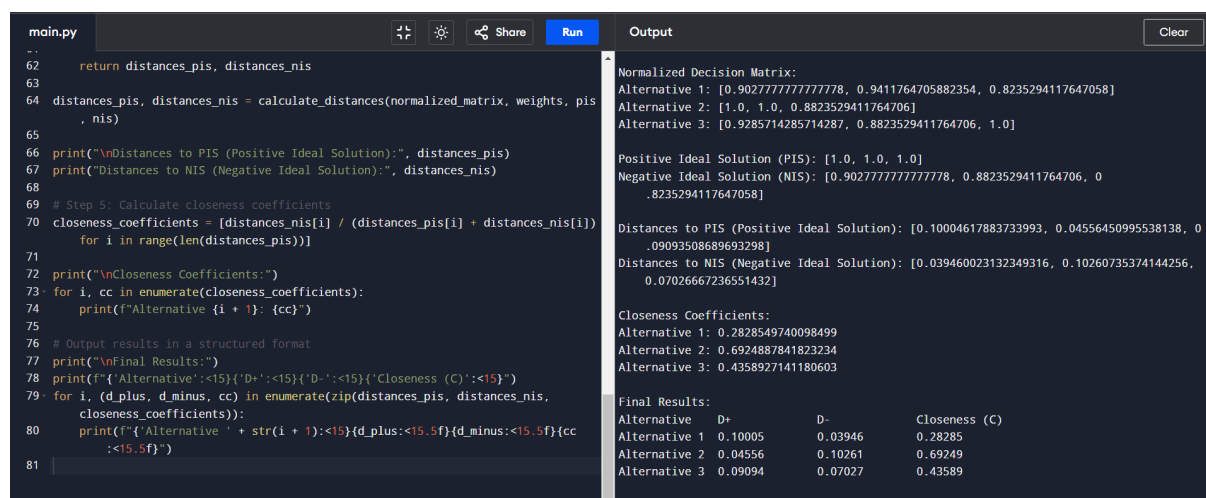 main.py
Share
Run
Output
Clear
62 return distances_pis, distances_nis
63
64 distances_pis, distances_nis = calculate_distances(normalized_matrix, weights, pis
, nis)
65
66 print("\nDistances to PIS (Positive Ideal Solution):", distances_pis)
67 print("Distances to NIS (Negative Ideal Solution):", distances_nis)
68
69 # Step 5: Calculate closeness coefficients
70 closeness_coefficients = [distances_nis[i] / (distances_pis[i] + distances_nis[i])
for i in range(len(distances_pis))]
71
72 print("\nCloseness Coefficients:")
73 for i, cc in enumerate(closeness_coefficients):
74 print(f"Alternative {i + 1}: {cc}")
75
76 # Output results in a structured format
77 print("\nFinal Results:")
78 print(f"{'Alternative':<15}{'D+':<15}{'D-':<15}{'Closeness (C)':<15}")
79 for i, (d_plus, d_minus, cc) in enumerate(zip(distances_pis, distances_nis,
closeness_coefficients)):
80 print(f"{'Alternative ' + str(i + 1):<15}{d_plus:<15.5f}{d_minus:<15.5f}{cc
:<15.5f}")
81
Normalized Decision Matrix:
Alternative 1: [0.9027777777777778, 0.9411764705882354, 0.8235294117647058]
Alternative 2: [1.0, 1.0, 0.8823529411764706]
Alternative 3: [0.9285714285714287, 0.8823529411764706, 1.0]
Positive Ideal Solution (PIS): [1.0, 1.0, 1.0]
Negative Ideal Solution (NIS): [0.9027777777777778, 0.8823529411764706, 0
.8235294117647058]
Distances to PIS (Positive Ideal Solution): [0.10004617883733993, 0.04556450995538138, 0
.09093508689693298]
Distances to NIS (Negative Ideal Solution): [0.039460023132349316, 0.10260735374144256,
0.07026667236551432]
Closeness Coefficients:
Alternative 1: 0.2828549740098499
Alternative 2: 0.6924887841823234
Alternative 3: 0.4358927141180603
Final Results:
Alternative D+ D- Closeness (C)
Alternative 1 0.10005 0.03946 0.28285
Alternative 2 0.04556 0.10261 0.69249
Alternative 3 0.09094 0.07027 0.43589